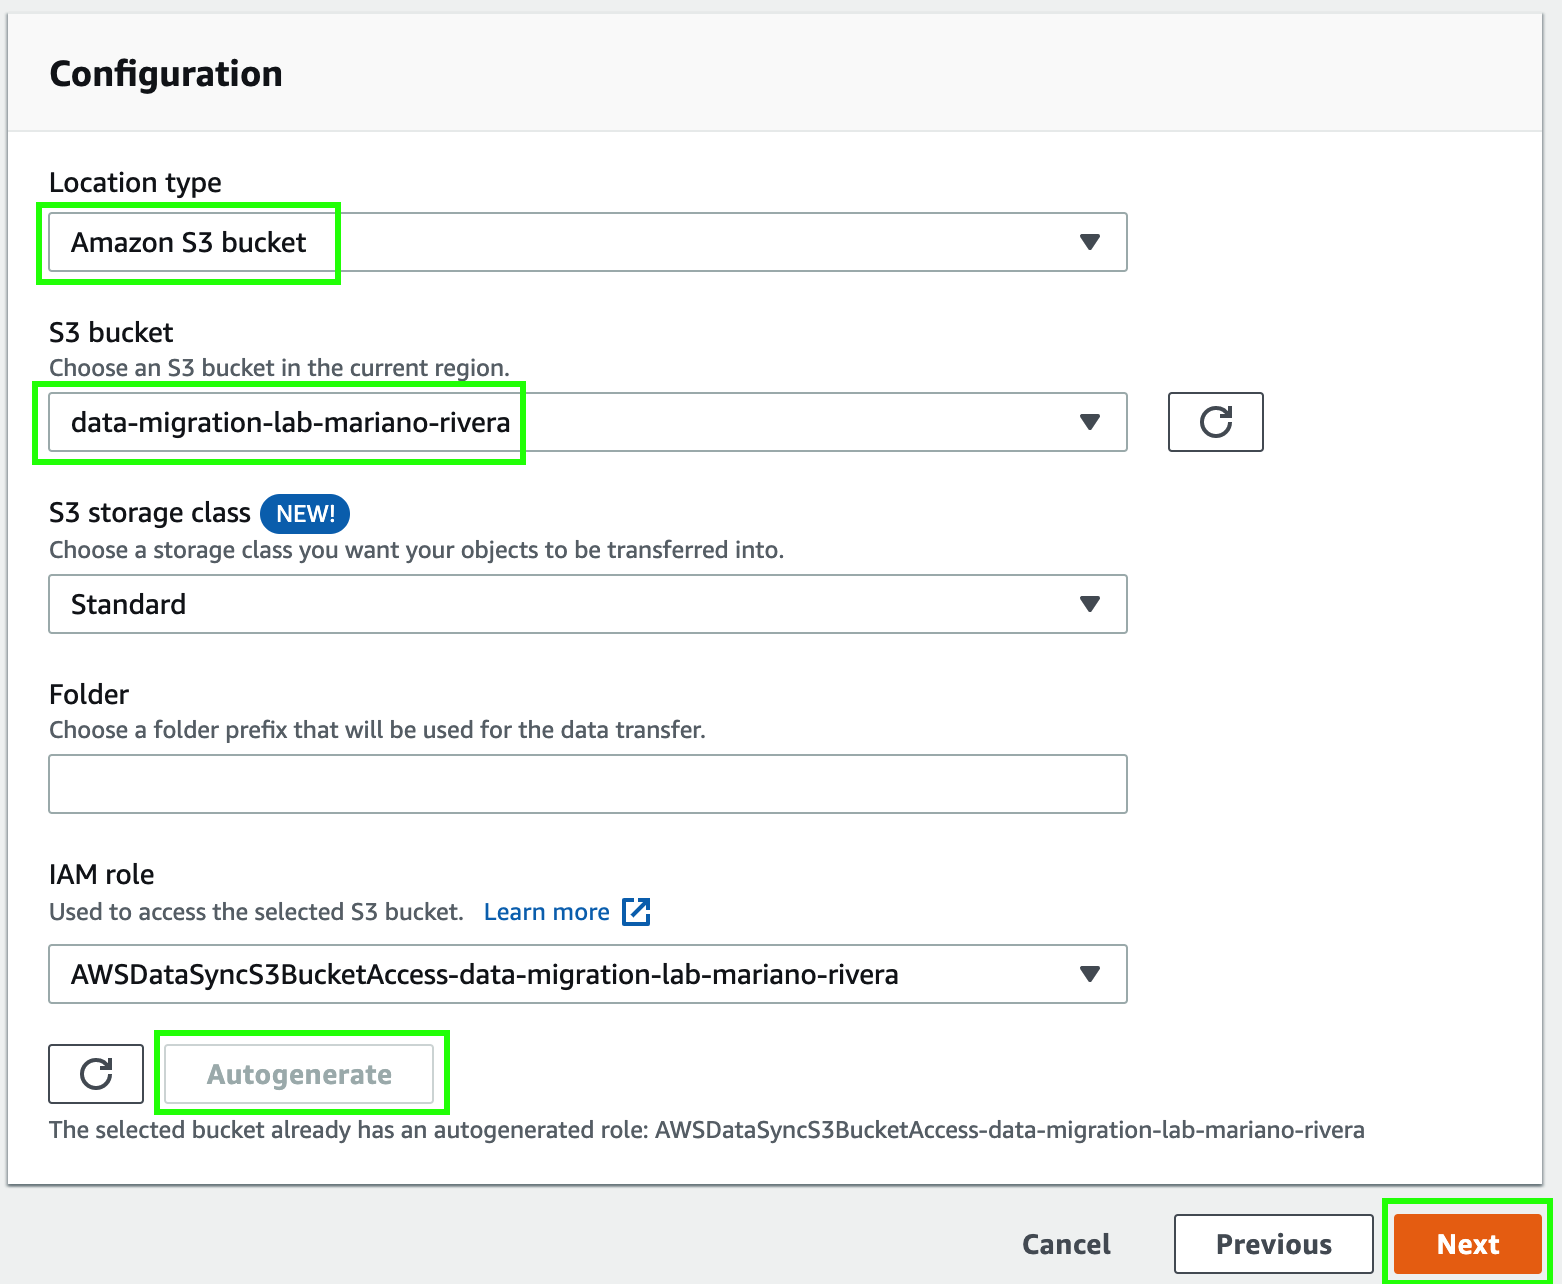 Configuration
Location type
Amazon S3 bucket
S3 bucket
Choose an S3 bucket in the current region.
data-migration-lab-mariano-rivera
S3 storage class NEW!
Choose a storage class you want your objects to be transferred into.
Standard
Folder
Choose a folder prefix that will be used for the data transfer.
IAM role
Used to access the selected S3 bucket. Learn more
AWSDataSyncS3BucketAccess-data-migration-lab-mariano-rivera
Autogenerate
The selected bucket already has an autogenerated role: AWSDataSyncS3BucketAccess-data-migration-lab-mariano-rivera
Cancel Previous Next